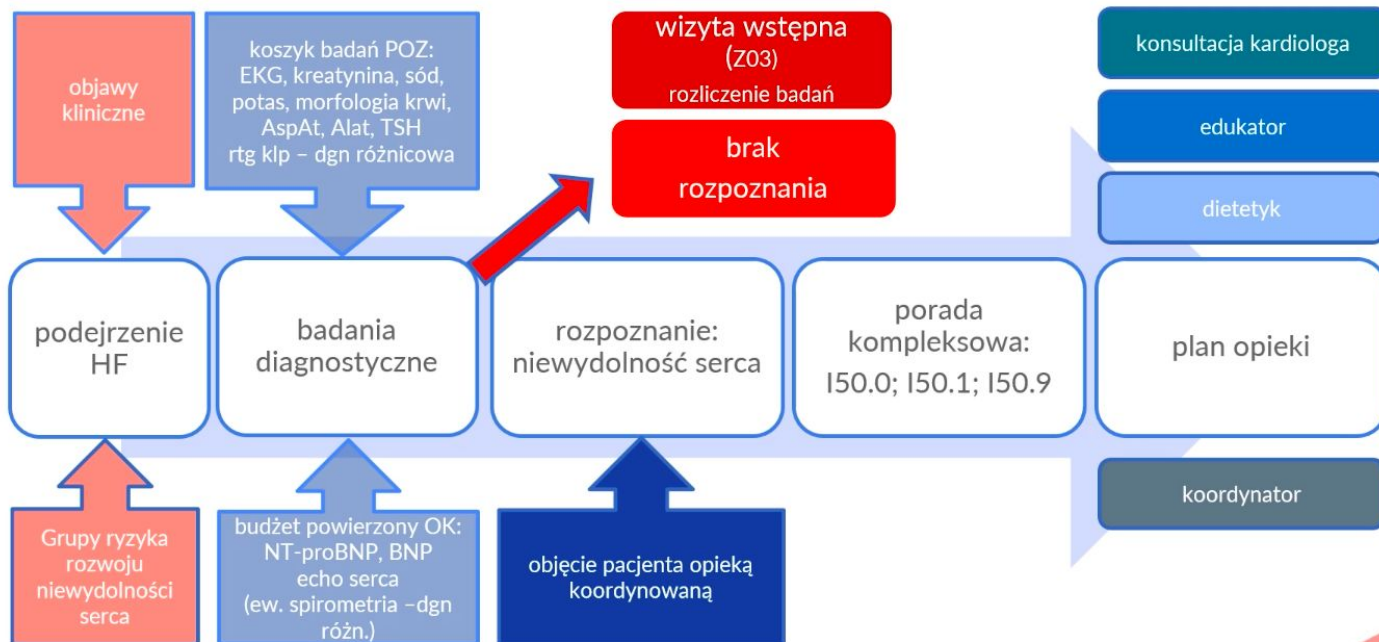 objawy
kliniczne
koszyk badań POZ:
EKG, kreatynina, sód,
potas, morfologia krwi,
AspAt, Alat, TSH
rtg klp – dgn różnicowa
wizyta wstępna
(Z03)
rozliczenie badań
brak
rozpoznania
konsultacja kardiologa
edukator
dietetyk
podejrzenie
HF
badania
diagnostyczne
rozpoznanie:
niewydolność serca
porada
kompleksowa:
I50.0; I50.1; I50.9
plan opieki
Grupy ryzyka
rozwoju
niewydolności
serca
budżet powierzony OK:
NT-proBNP, BNP
echo serca
(ew. spirometria –dgn
różn.)
objęcie pacjenta opieką
koordynowaną
koordynator